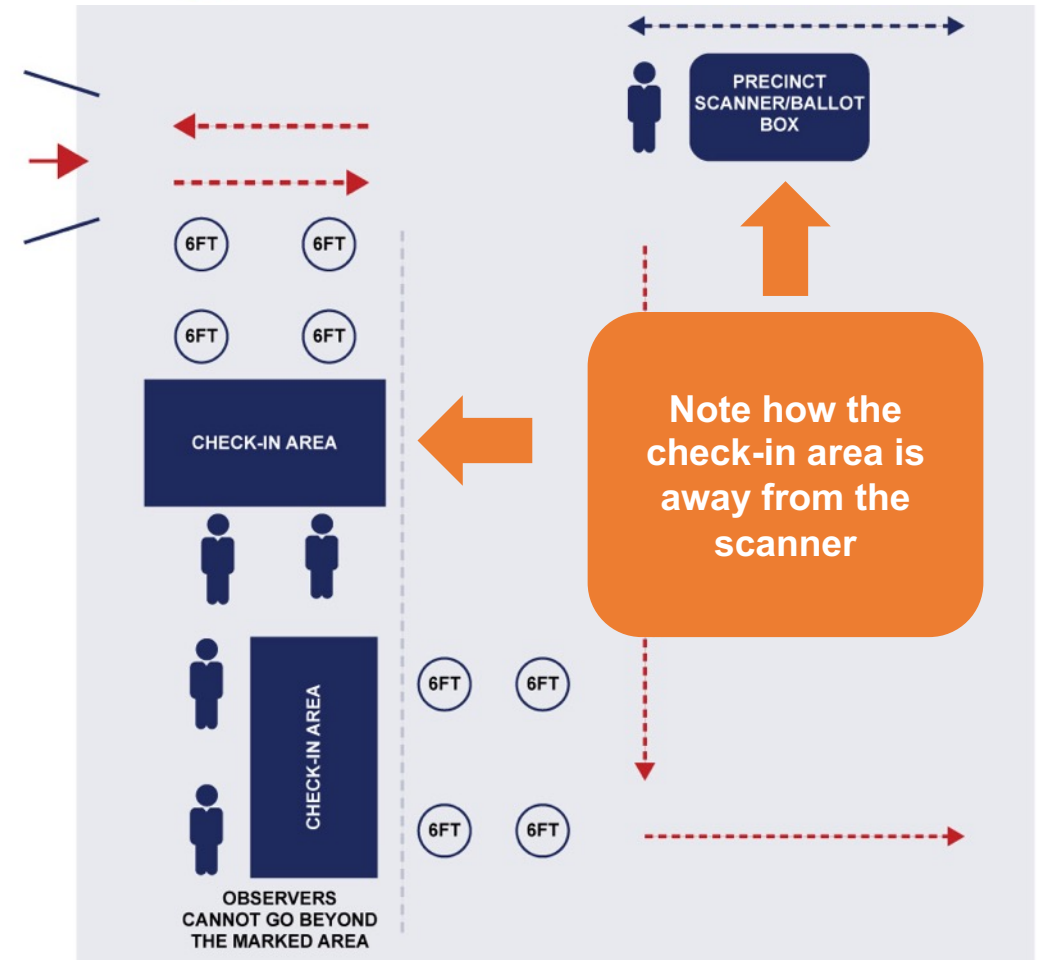 PRECINCT
SCANNER/BALLOT
BOX
6FT
6FT
6FT
6FT
CHECK-IN AREA
Note how the
check-in area is
away from the
scanner
CHECK-IN AREA
6FT
6FT
6FT
6FT
OBSERVERS
CANNOT GO BEYOND
THE MARKED AREA